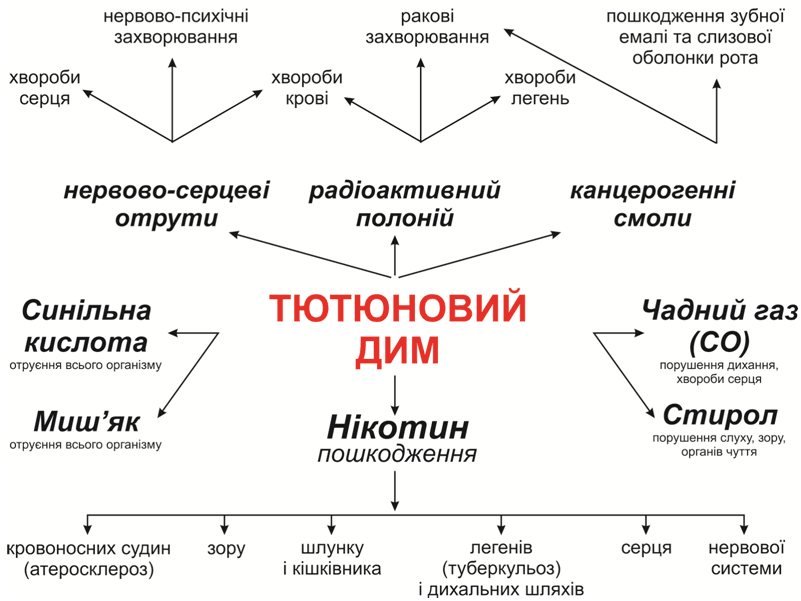 нервово-психічні
захворювання
ракові
захворювання
пошкодження зубної
емалі та слизової
оболонки рота
хвороби
серця
хвороби
крові
хвороби
легень
нервово-серцеві
отрути
радіоактивний
полоній
канцерогенні
смоли
ТЮТЮНОВИЙ
ДИМ
Синільна
кислота
отруєння всього організму
Чадний газ
(СО)
порушення дихання,
хвороби серця
Миш’як
отруєння всього організму
Нікотин
пошкодження
Стирол
порушення слуху, зору,
органів чуття
кровоносних судин
(атеросклероз)
зору
шлунку
і кішківника
легенів
(туберкульоз)
і дихальних шляхів
серця
нервової
системи